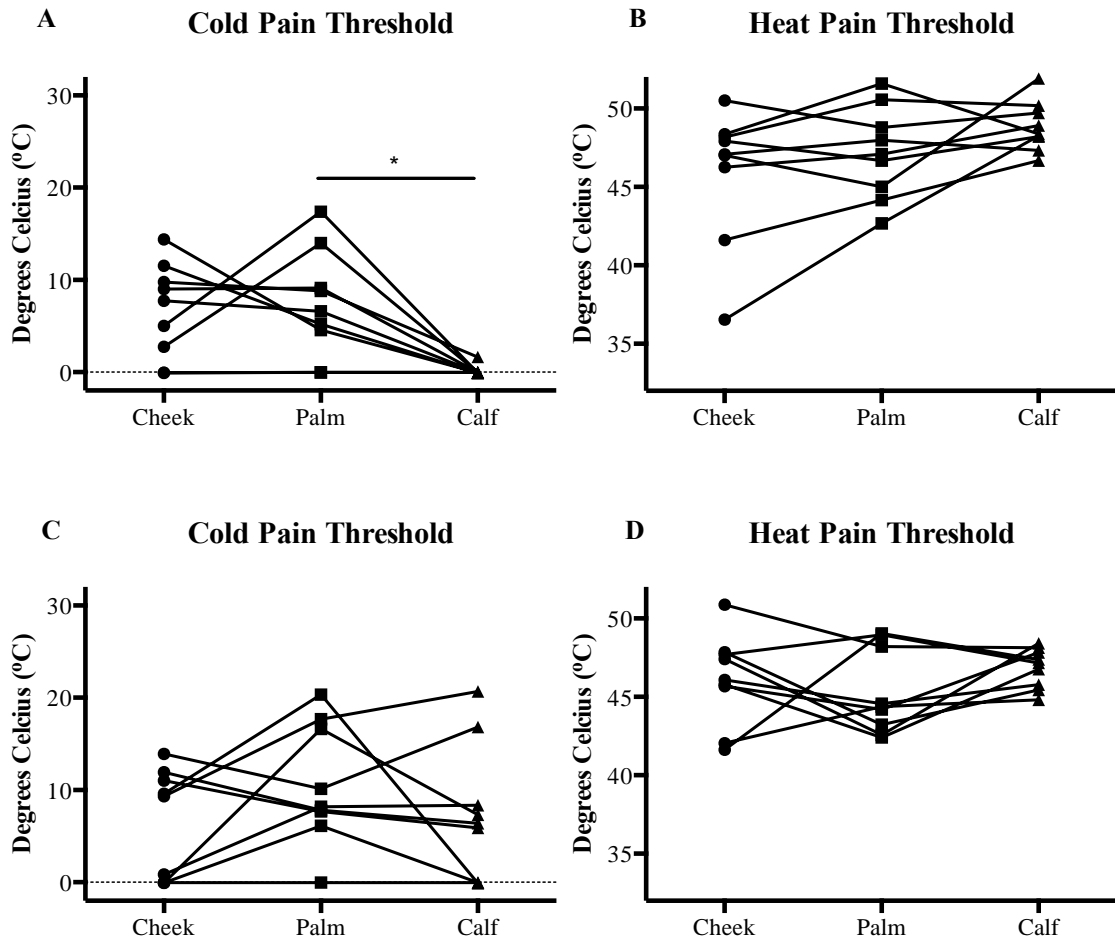 A
Cold Pain Threshold
Degrees Celcius (ºC)
30
20
10
0
*
Cheek
Palm
Calf
B
Heat Pain Threshold
Degrees Celcius (ºC)
50
45
40
35
Cheek
Palm
Calf
C
Cold Pain Threshold
Degrees Celcius (ºC)
30
20
10
0
Cheek
Palm
Calf
D
Heat Pain Threshold
Degrees Celcius (ºC)
50
45
40
35
Cheek
Palm
Calf